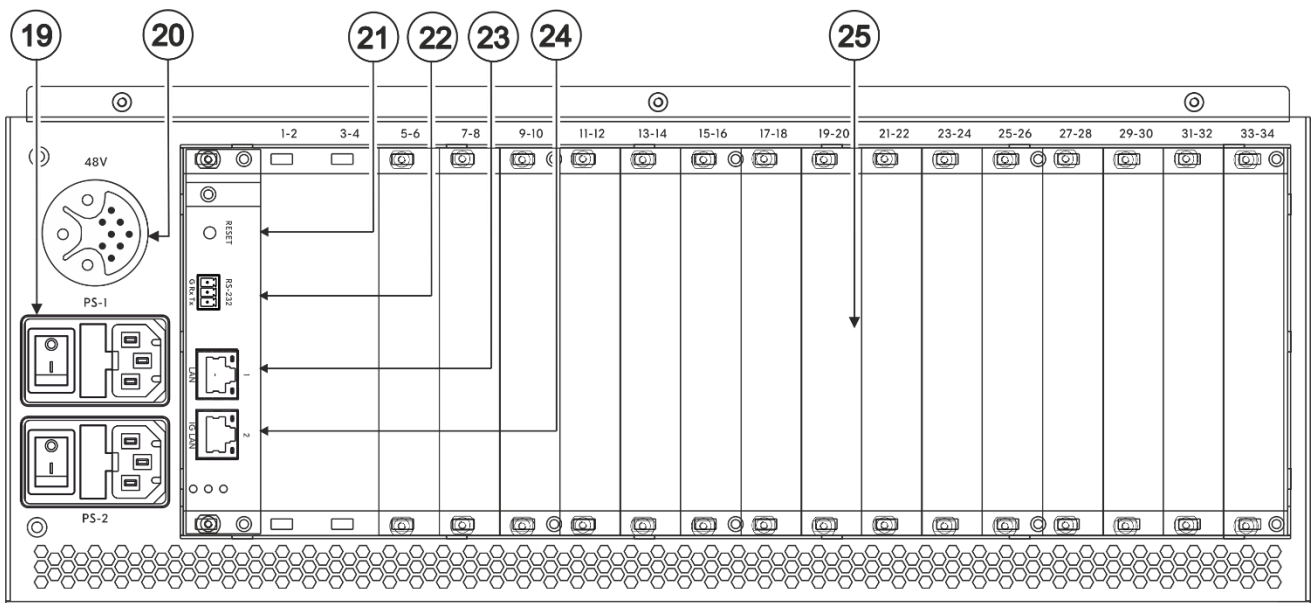 19 20 21 22 23 24 25
1-2 3-4 5-6 7-8 9-10 11-12 13-14 15-16 17-18 19-20 21-22 23-24 25-26 27-28 29-30 31-32 33-34
48V
RESET
RS-232
G Rx Tx
PS-1
1
LAN
2
IG LAN
PS-2